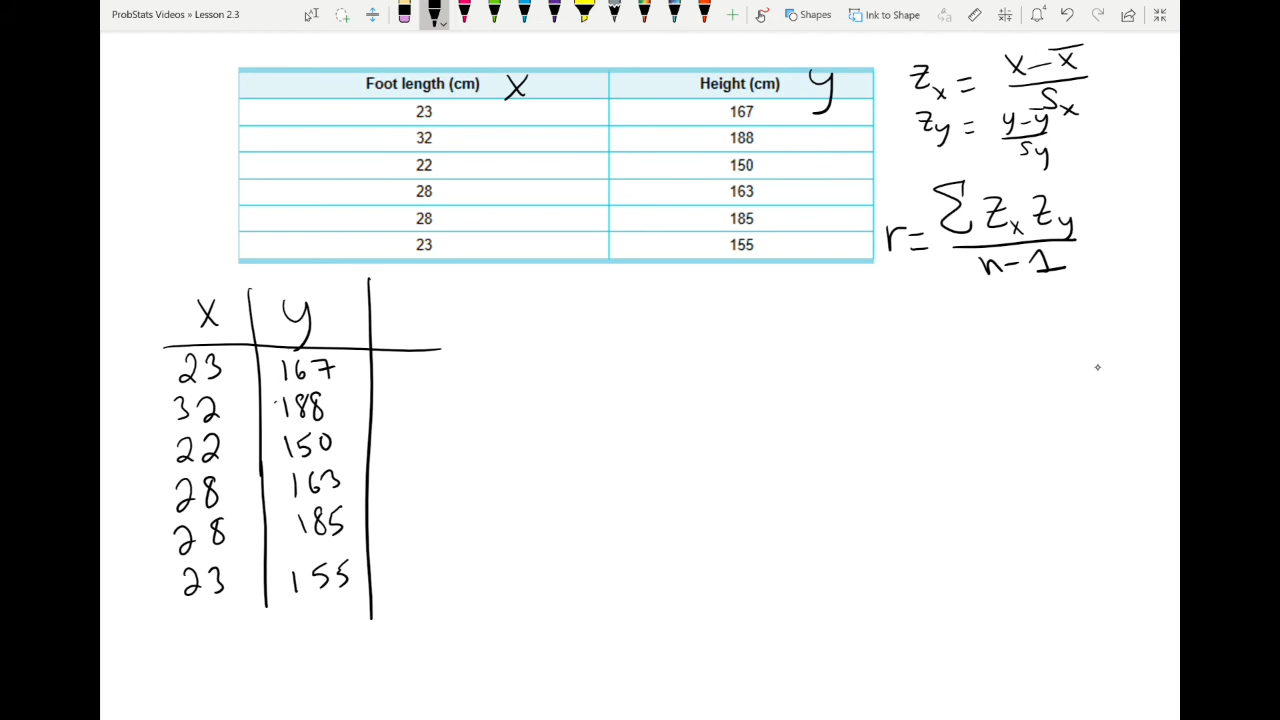 ProbStats Videos » Lesson 2.3
Shapes
Ink to Shape
Foot length (cm) x Height (cm) y
23 167
32 188
22 150
28 163
28 185
23 155
z_x = (x - x̅)/s_x
z_y = (y - y̅)/s_y
r = ∑ z_x z_y / (n - 1)
x y
23 167
32 188
22 150
28 163
28 185
23 155